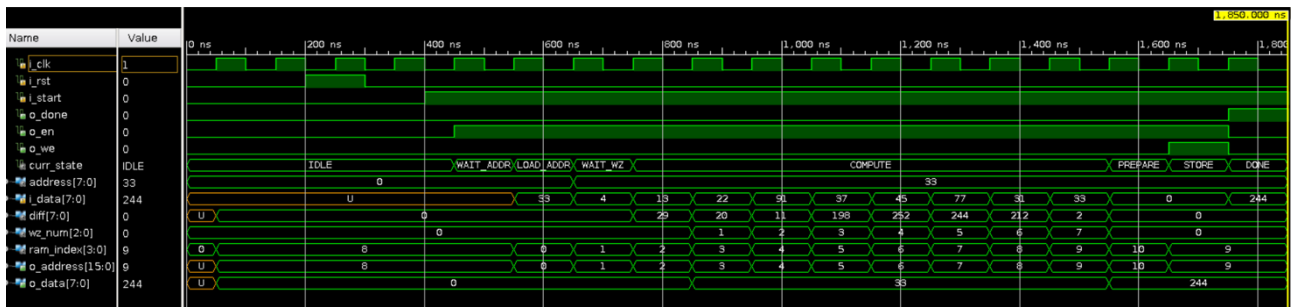 1,850.000 ns
Name Value 0 ns 200 ns 400 ns 600 ns 800 ns 1,000 ns 1,200 ns 1,400 ns 1,600 ns 1,80
i_clk 1
i_rst 0
i_start 0
o_done 0
o_en 0
o_we 0
curr_state IDLE IDLE WAIT_ADDR LOAD_ADDR WAIT_WZ COMPUTE PREPARE STORE DONE
address[7:0] 33 0 33
i_data[7:0] 244 U 33 4 13 22 91 37 45 77 31 33 0 244
diff[7:0] 0 U 0 29 20 11 198 252 244 212 2 0
wz_num[2:0] 0 0 1 2 3 4 5 6 7 0
ram_index[3:0] 9 0 8 0 1 2 3 4 5 6 7 8 9 10 9
o_address[15:0] 9 U 8 0 1 2 3 4 5 6 7 8 9 10 9
o_data[7:0] 244 U 0 33 244